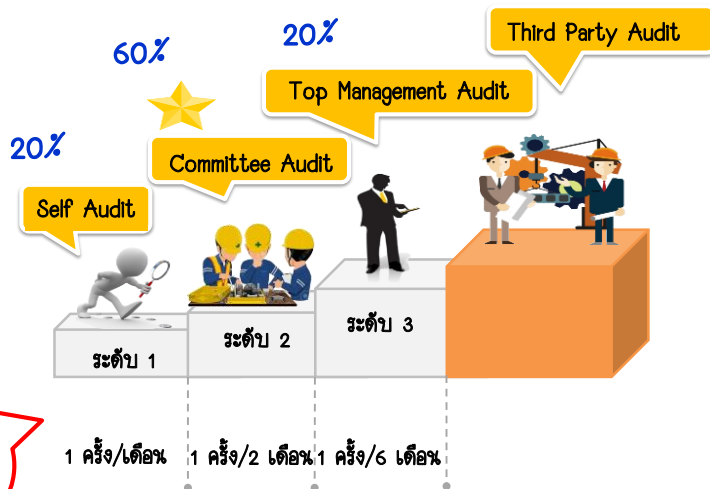 Third Party Audit
20%
60%
Top Management Audit
20%
Committee Audit
Self Audit
ระดับ 1
ระดับ 2
ระดับ 3
1 ครั้ง/เดือน
1 ครั้ง/2 เดือน
1 ครั้ง/6 เดือน